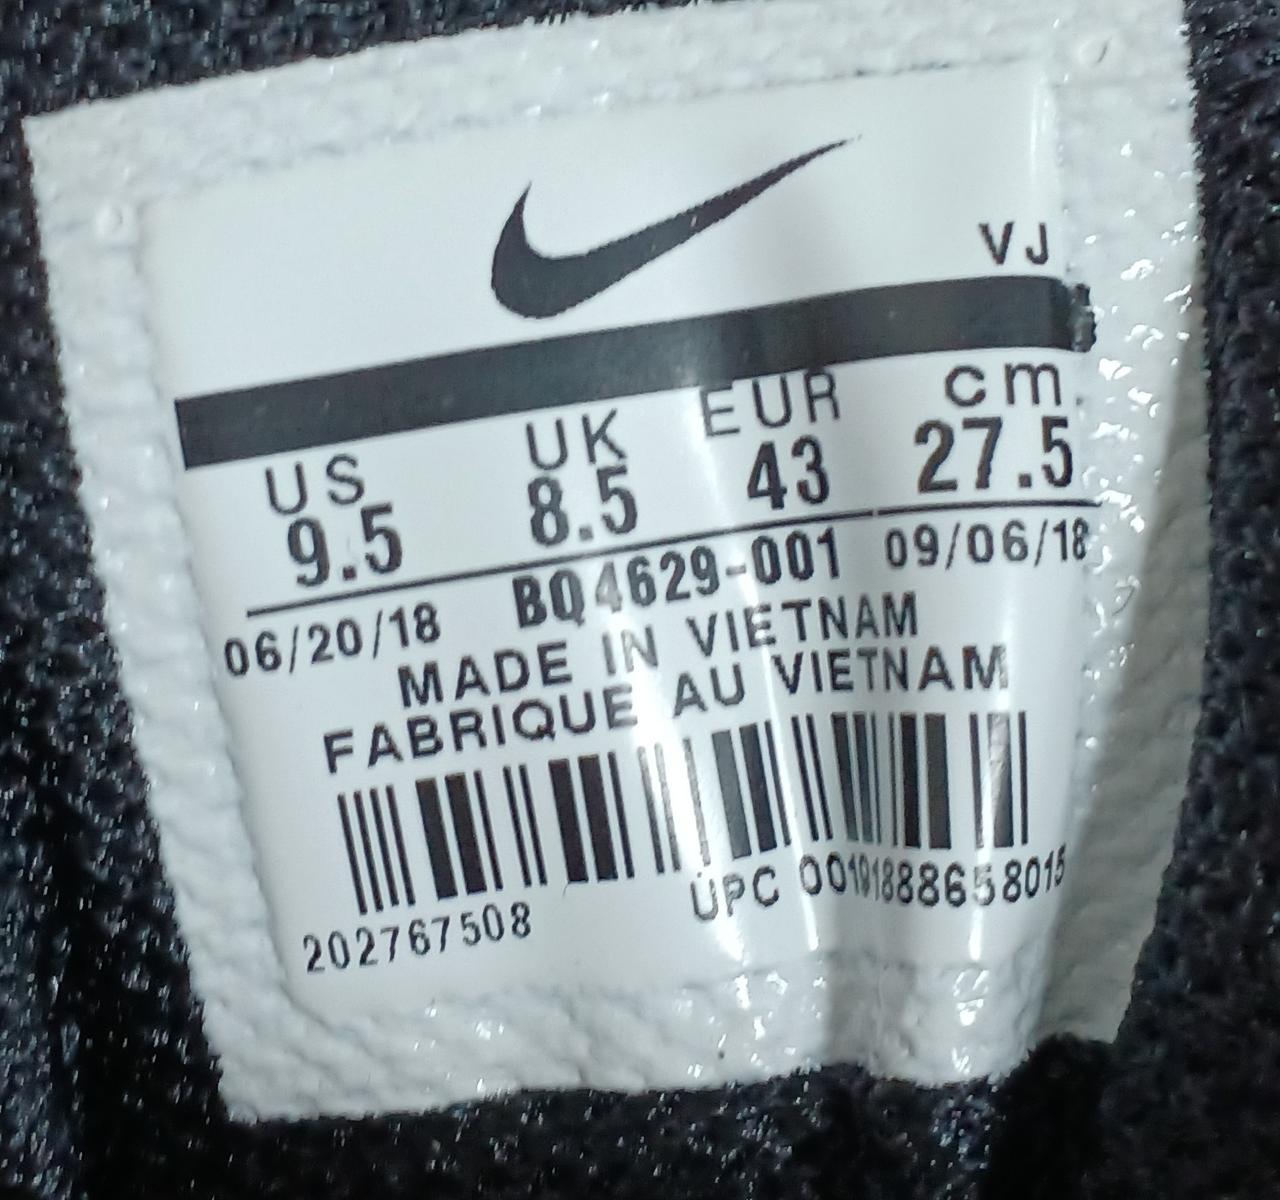 VJ
US UK EUR cm
9.5 8.5 43 27.5
06/20/18 BQ4629-001 09/06/18
MADE IN VIETNAM
FABRIQUE AU VIETNAM
202767508 UPC 00191888658015